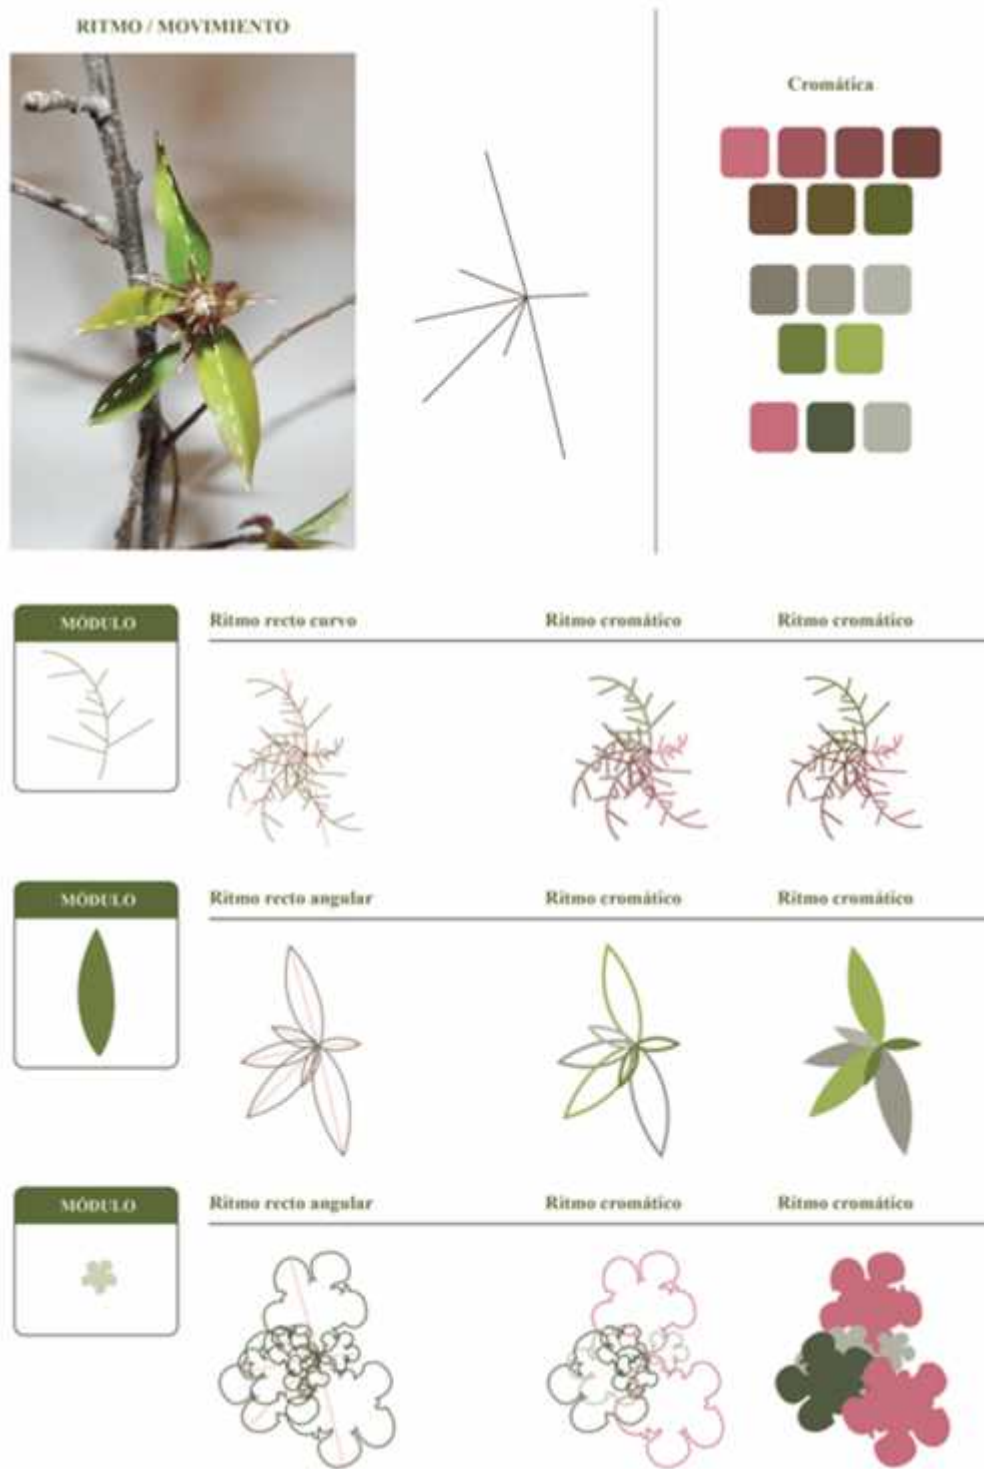 RITMO / MOVIMIENTO
Cromática
MÓDULO
Ritmo recto curvo
Ritmo cromático
Ritmo cromático
MÓDULO
Ritmo recto angular
Ritmo cromático
Ritmo cromático
MÓDULO
Ritmo recto angular
Ritmo cromático
Ritmo cromático